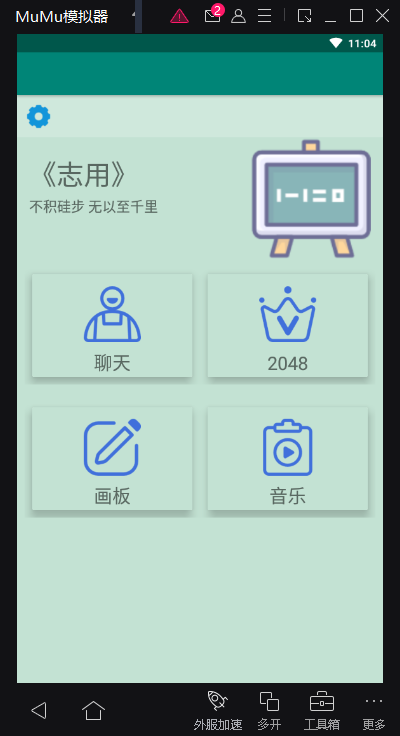 MuMu模拟器
2
11:04
《志用》
不积硅步 无以至千里
1-1=0
聊天
2048
画板
音乐
外服加速
多开
工具箱
更多